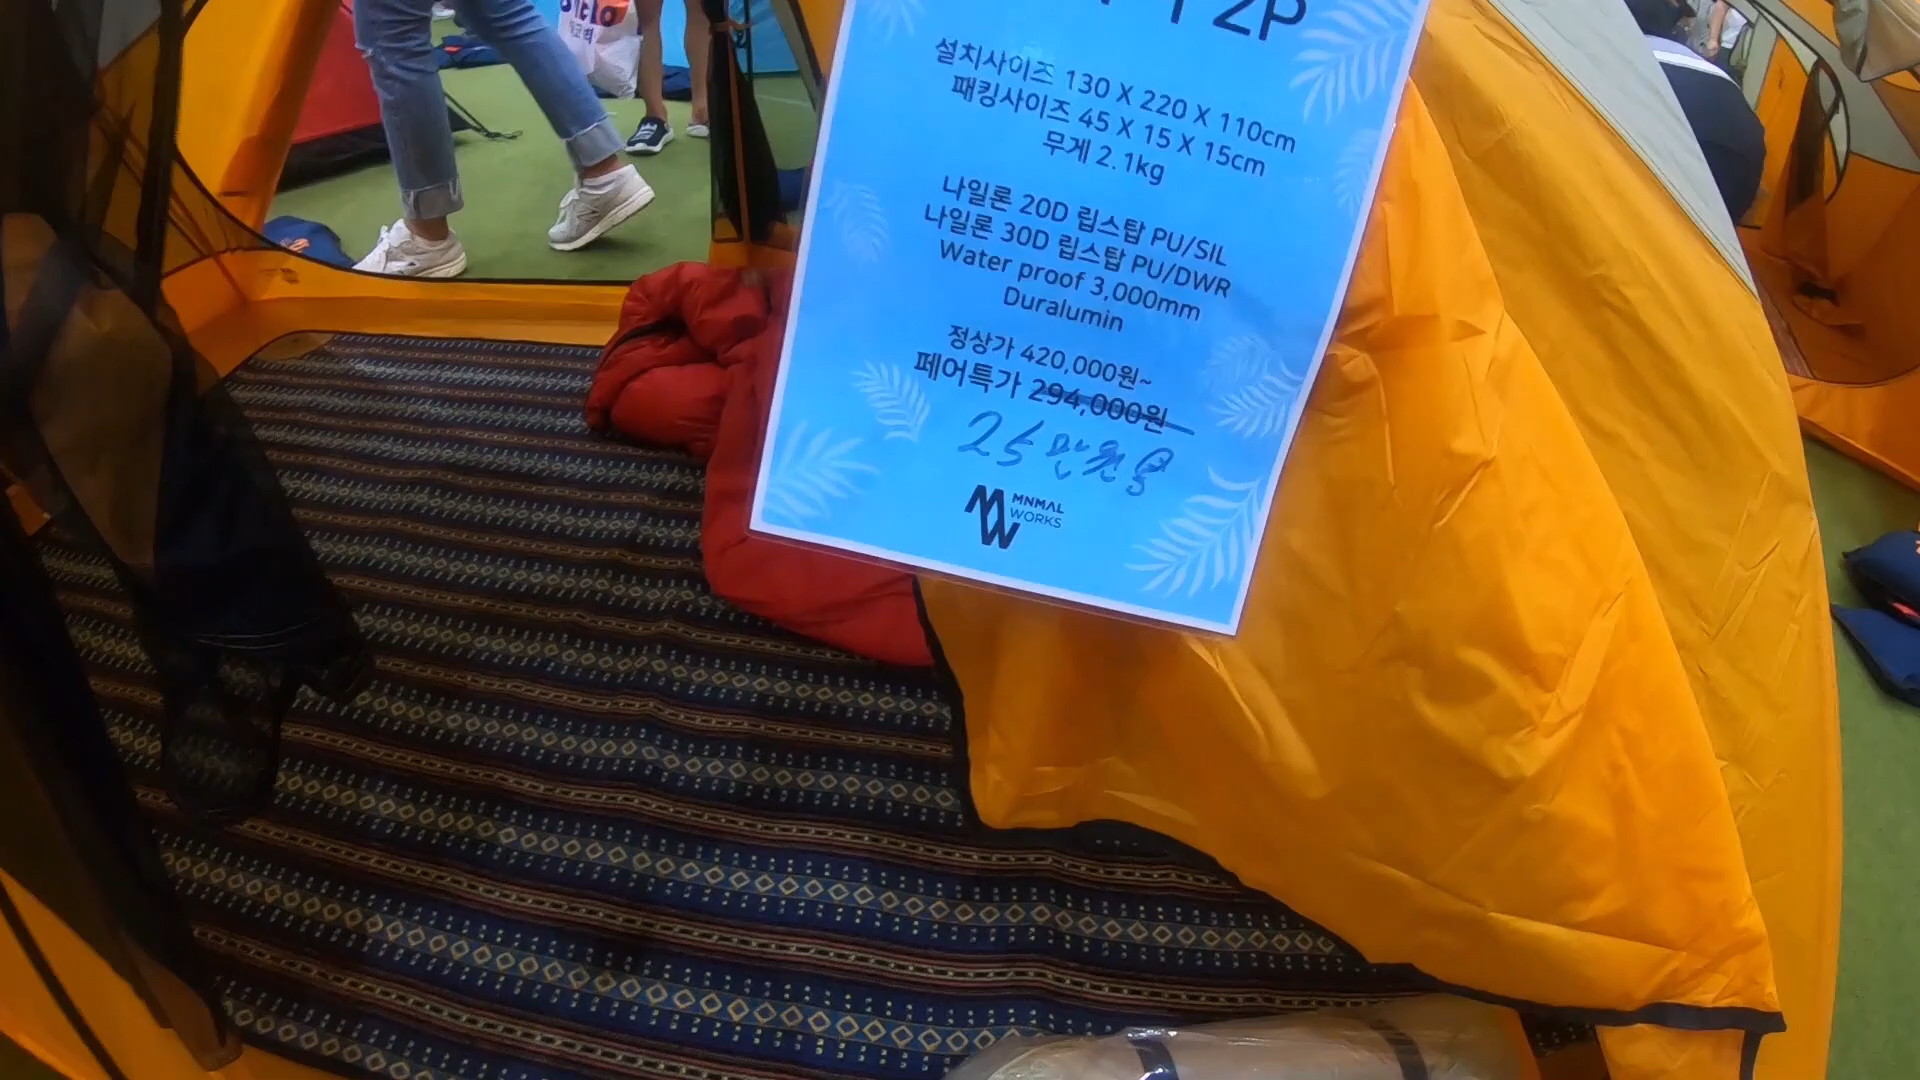 2P
설치사이즈 130 X 220 X 110cm
패킹사이즈 45 X 15 X 15cm
무게 2.1kg
나일론 20D 립스탑 PU/SIL
나일론 30D 립스탑 PU/DWR
Water proof 3,000mm
Duralumin
정상가 420,000원~
페어특가 294,000원
25만원
MNMAL
WORKS